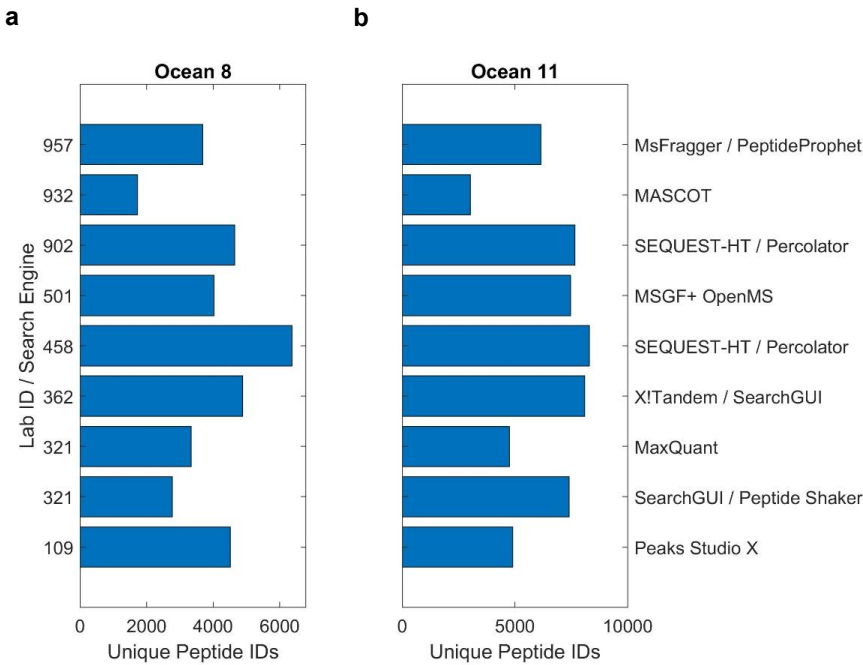 a
b
Ocean 8
Ocean 11
Lab ID / Search Engine
957
932
902
501
458
362
321
321
109
MsFragger / PeptideProphet
MASCOT
SEQUEST-HT / Percolator
MSGF+ OpenMS
SEQUEST-HT / Percolator
X!Tandem / SearchGUI
MaxQuant
SearchGUI / Peptide Shaker
Peaks Studio X
0 2000 4000 6000
0 5000 10000
Unique Peptide IDs
Unique Peptide IDs